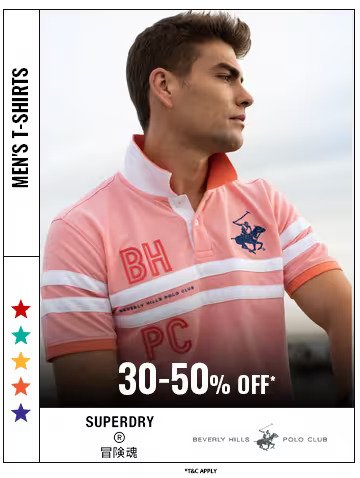 MEN'S T-SHIRTS
BH
BEVERLY HILLS POLO CLUB
PC
30-50% OFF*
SUPERDRY
®
冒険魂
BEVERLY HILLS POLO CLUB
*T&C APPLY